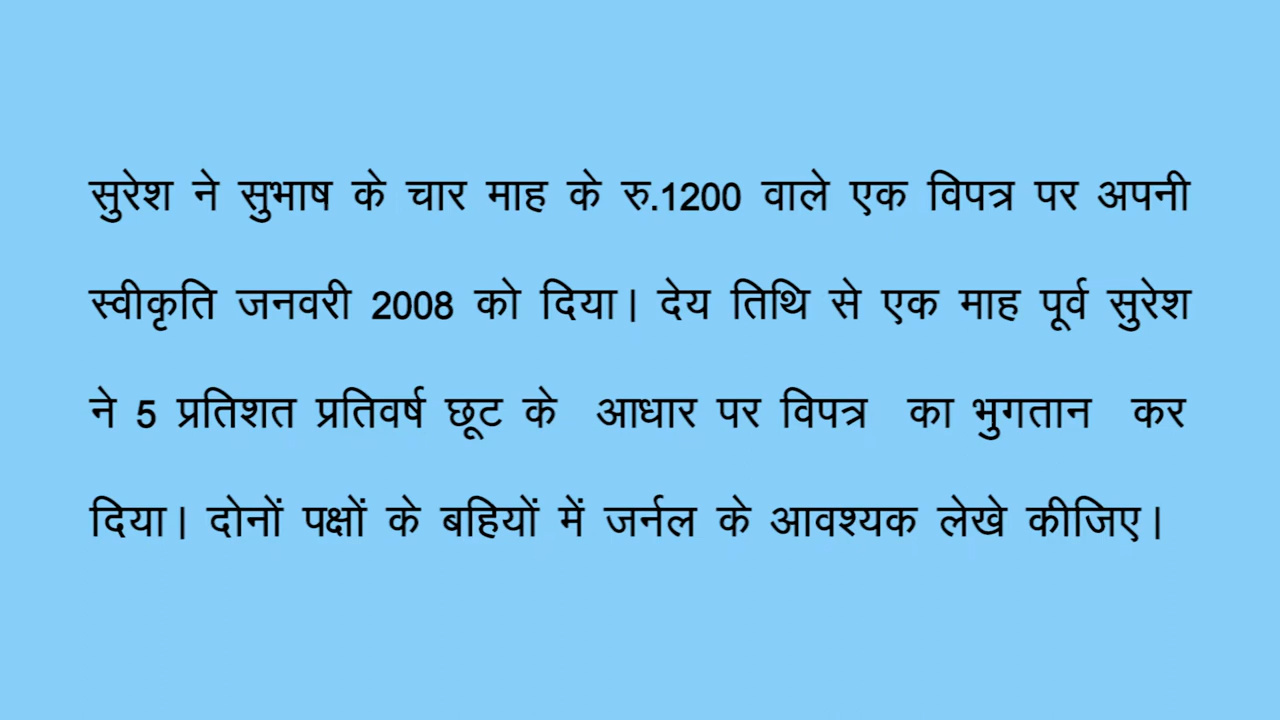 सुरेश ने सुभाष के चार माह के रु.1200 वाले एक विपत्र पर अपनी
स्वीकृति जनवरी 2008 को दिया। देय तिथि से एक माह पूर्व सुरेश
ने 5 प्रतिशत प्रतिवर्ष छूट के आधार पर विपत्र का भुगतान कर
दिया। दोनों पक्षों के बहियों में जर्नल के आवश्यक लेखे कीजिए।